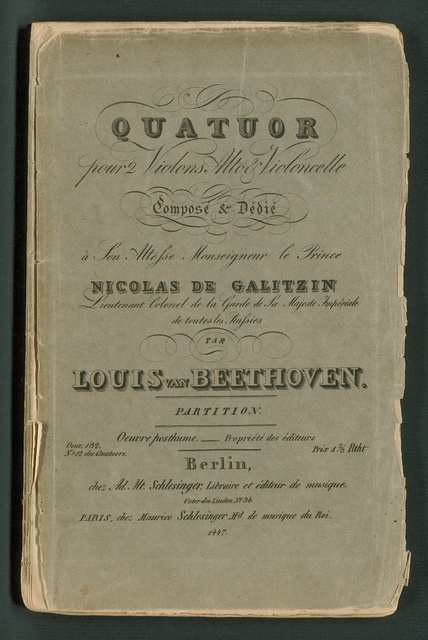 QUATUOR
pour 2 Violons, Alto & Violoncelle
Composé & Dédié
à Son Altesse Monseigneur le Prince
NICOLAS DE GALITZIN
Lieutenant Colonel de la Garde de Sa Majesté Impériale
de toutes les Russies
PAR
LOUIS VAN BEETHOVEN.
PARTITION.
Oeuv. 132.
No. 12 des Quatuors.
Oeuvre posthume. — Propriété des éditeurs
Prix 1 2/3 Rtht
Berlin,
chez Ad. Mt. Schlesinger, Libraire et éditeur de musique.
Unter den Linden No. 34.
PARIS, chez Maurice Schlesinger Md. de musique du Roi.
1447.